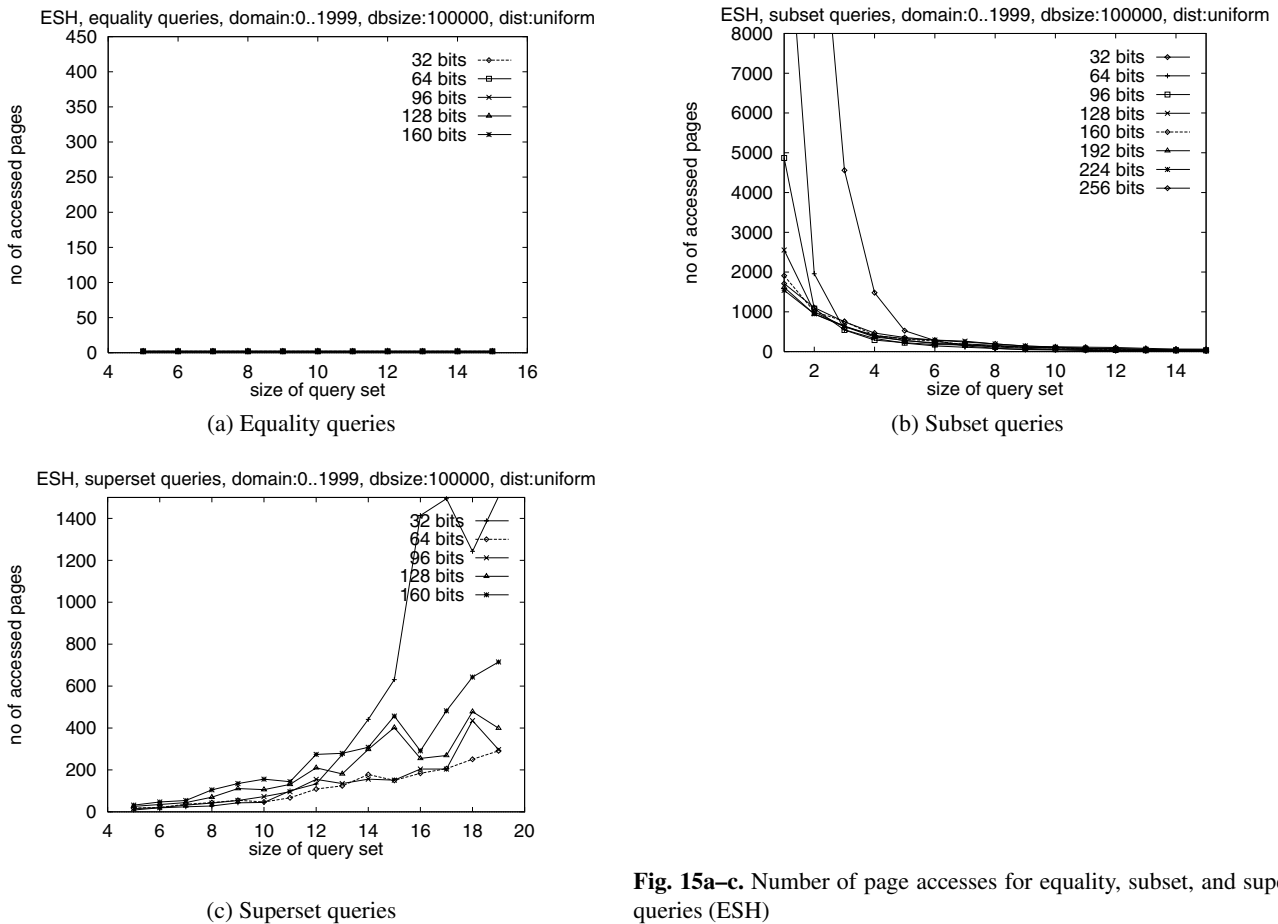 ESH, equality queries, domain:0..1999, dbsize:100000, dist:uniform
450
400
350
300
250
200
150
100
50
0
no of accessed pages
32 bits
64 bits
96 bits
128 bits
160 bits
4 6 8 10 12 14 16
size of query set
(a) Equality queries
ESH, subset queries, domain:0..1999, dbsize:100000, dist:uniform
8000
7000
6000
5000
4000
3000
2000
1000
0
no of accessed pages
32 bits
64 bits
96 bits
128 bits
160 bits
192 bits
224 bits
256 bits
2 4 6 8 10 12 14
size of query set
(b) Subset queries
ESH, superset queries, domain:0..1999, dbsize:100000, dist:uniform
1400
1200
1000
800
600
400
200
0
no of accessed pages
32 bits
64 bits
96 bits
128 bits
160 bits
4 6 8 10 12 14 16 18 20
size of query set
(c) Superset queries
Fig. 15a–c. Number of page accesses for equality, subset, and supe
queries (ESH)